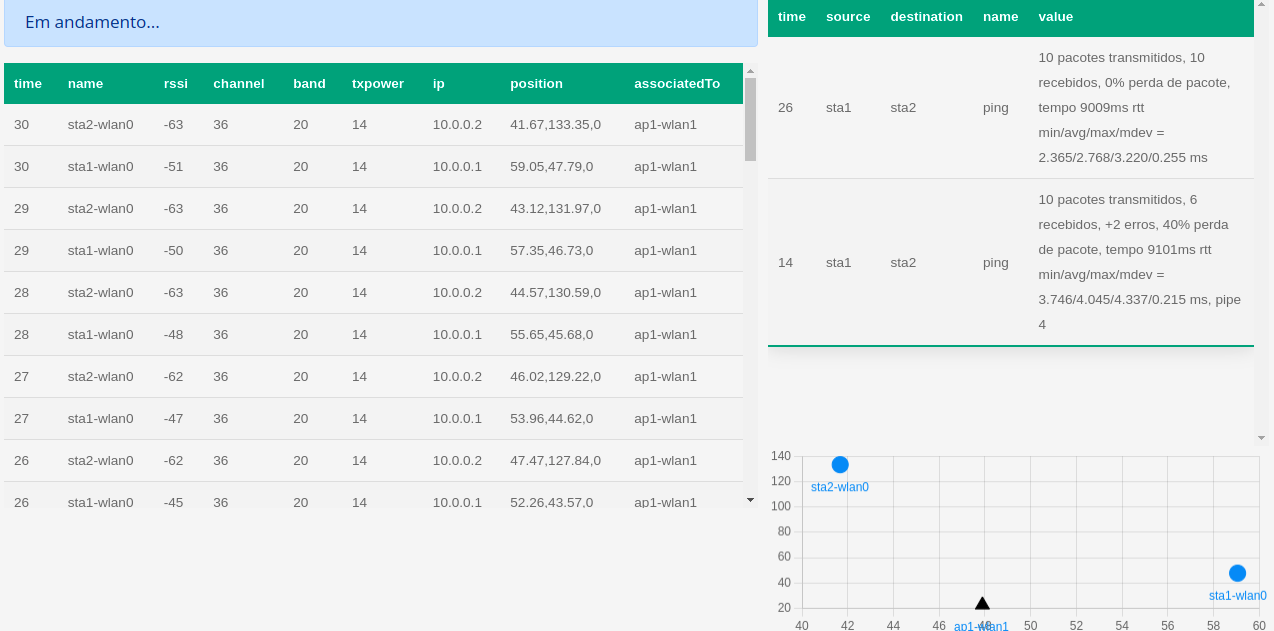 Em andamento...
time name rssi channel band txpower ip position associatedTo
30 sta2-wlan0 -63 36 20 14 10.0.0.2 41.67,133.35,0 ap1-wlan1
30 sta1-wlan0 -51 36 20 14 10.0.0.1 59.05,47.79,0 ap1-wlan1
29 sta2-wlan0 -63 36 20 14 10.0.0.2 43.12,131.97,0 ap1-wlan1
29 sta1-wlan0 -50 36 20 14 10.0.0.1 57.35,46.73,0 ap1-wlan1
28 sta2-wlan0 -63 36 20 14 10.0.0.2 44.57,130.59,0 ap1-wlan1
28 sta1-wlan0 -48 36 20 14 10.0.0.1 55.65,45.68,0 ap1-wlan1
27 sta2-wlan0 -62 36 20 14 10.0.0.2 46.02,129.22,0 ap1-wlan1
27 sta1-wlan0 -47 36 20 14 10.0.0.1 53.96,44.62,0 ap1-wlan1
26 sta2-wlan0 -62 36 20 14 10.0.0.2 47.47,127.84,0 ap1-wlan1
26 sta1-wlan0 -45 36 20 14 10.0.0.1 52.26,43.57,0 ap1-wlan1
time source destination name value
10 pacotes transmitidos, 10
recebidos, 0% perda de pacote,
26 sta1 sta2 ping tempo 9009ms rtt
min/avg/max/mdev =
2.365/2.768/3.220/0.255 ms
10 pacotes transmitidos, 6
recebidos, +2 erros, 40% perda
de pacote, tempo 9101ms rtt
14 sta1 sta2 ping
min/avg/max/mdev =
3.746/4.045/4.337/0.215 ms, pipe
4
140
sta2-wlan0
120
100
80
60
40
sta1-wlan0
20
ap1-wlan1
40 42 44 46 48 50 52 54 56 58 60